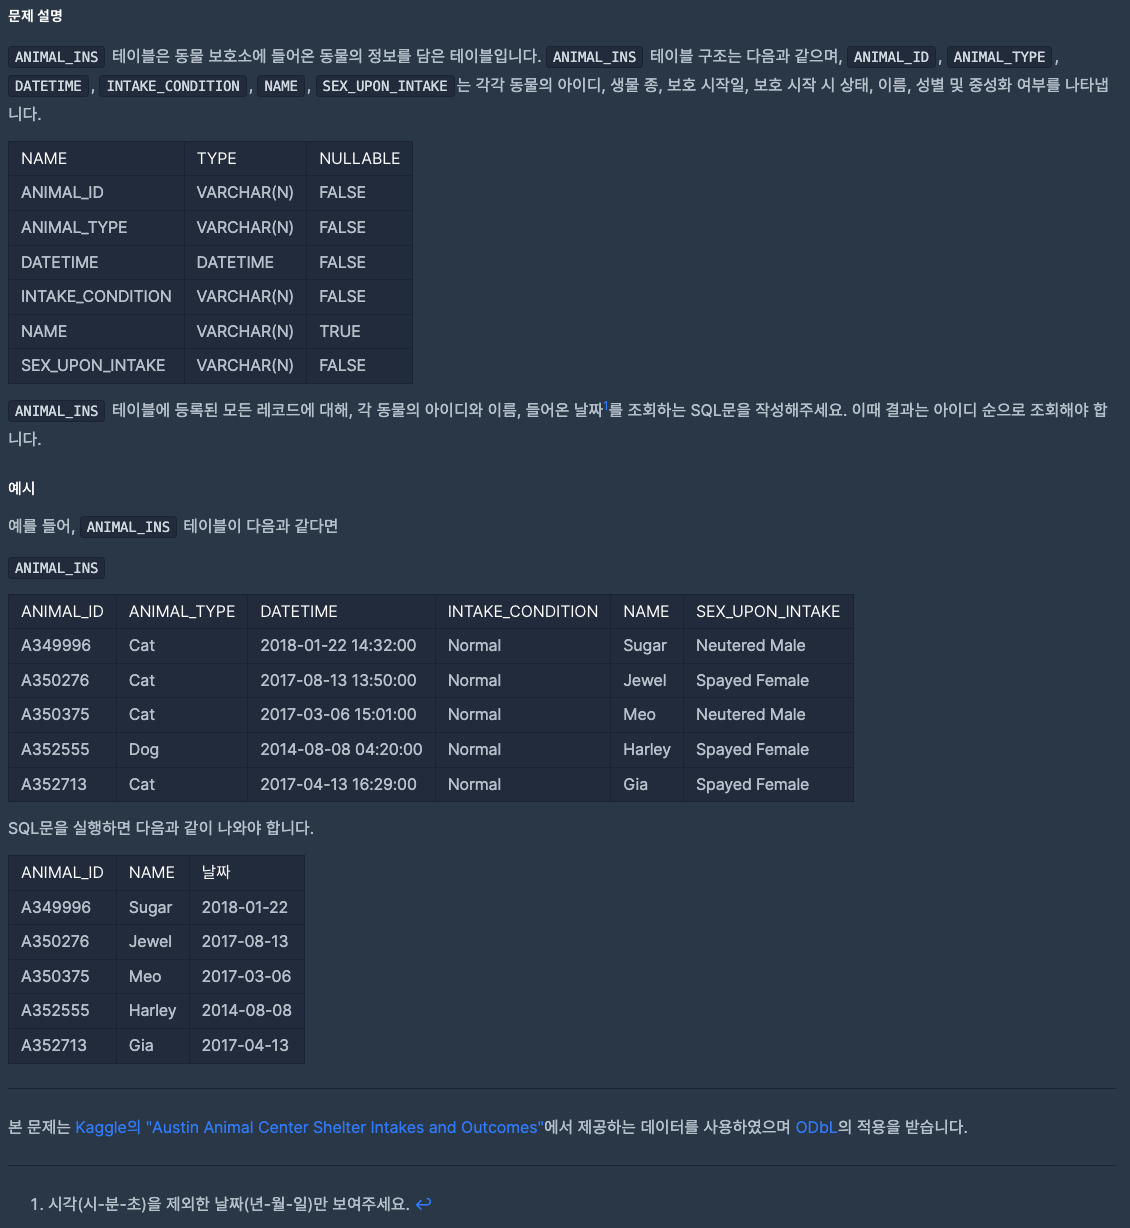 문제 설명
ANIMAL_INS 테이블은 동물 보호소에 들어온 동물의 정보를 담은 테이블입니다. ANIMAL_INS 테이블 구조는 다음과 같으며, ANIMAL_ID, ANIMAL_TYPE,
DATETIME, INTAKE_CONDITION, NAME, SEX_UPON_INTAKE는 각각 동물의 아이디, 생물 종, 보호 시작일, 보호 시작 시 상태, 이름, 성별 및 중성화 여부를 나타냅
니다.
NAME TYPE NULLABLE
ANIMAL_ID VARCHAR(N) FALSE
ANIMAL_TYPE VARCHAR(N) FALSE
DATETIME DATETIME FALSE
INTAKE_CONDITION VARCHAR(N) FALSE
NAME VARCHAR(N) TRUE
SEX_UPON_INTAKE VARCHAR(N) FALSE
ANIMAL_INS 테이블에 등록된 모든 레코드에 대해, 각 동물의 아이디와 이름, 들어온 날짜1를 조회하는 SQL문을 작성해주세요. 이때 결과는 아이디 순으로 조회해야 합
니다.
예시
예를 들어, ANIMAL_INS 테이블이 다음과 같다면
ANIMAL_INS
ANIMAL_ID ANIMAL_TYPE DATETIME INTAKE_CONDITION NAME SEX_UPON_INTAKE
A349996 Cat 2018-01-22 14:32:00 Normal Sugar Neutered Male
A350276 Cat 2017-08-13 13:50:00 Normal Jewel Spayed Female
A350375 Cat 2017-03-06 15:01:00 Normal Meo Neutered Male
A352555 Dog 2014-08-08 04:20:00 Normal Harley Spayed Female
A352713 Cat 2017-04-13 16:29:00 Normal Gia Spayed Female
SQL문을 실행하면 다음과 같이 나와야 합니다.
ANIMAL_ID NAME 날짜
A349996 Sugar 2018-01-22
A350276 Jewel 2017-08-13
A350375 Meo 2017-03-06
A352555 Harley 2014-08-08
A352713 Gia 2017-04-13
본 문제는 Kaggle의 "Austin Animal Center Shelter Intakes and Outcomes"에서 제공하는 데이터를 사용하였으며 ODbL의 적용을 받습니다.
1. 시각(시-분-초)을 제외한 날짜(년-월-일)만 보여주세요. ↩